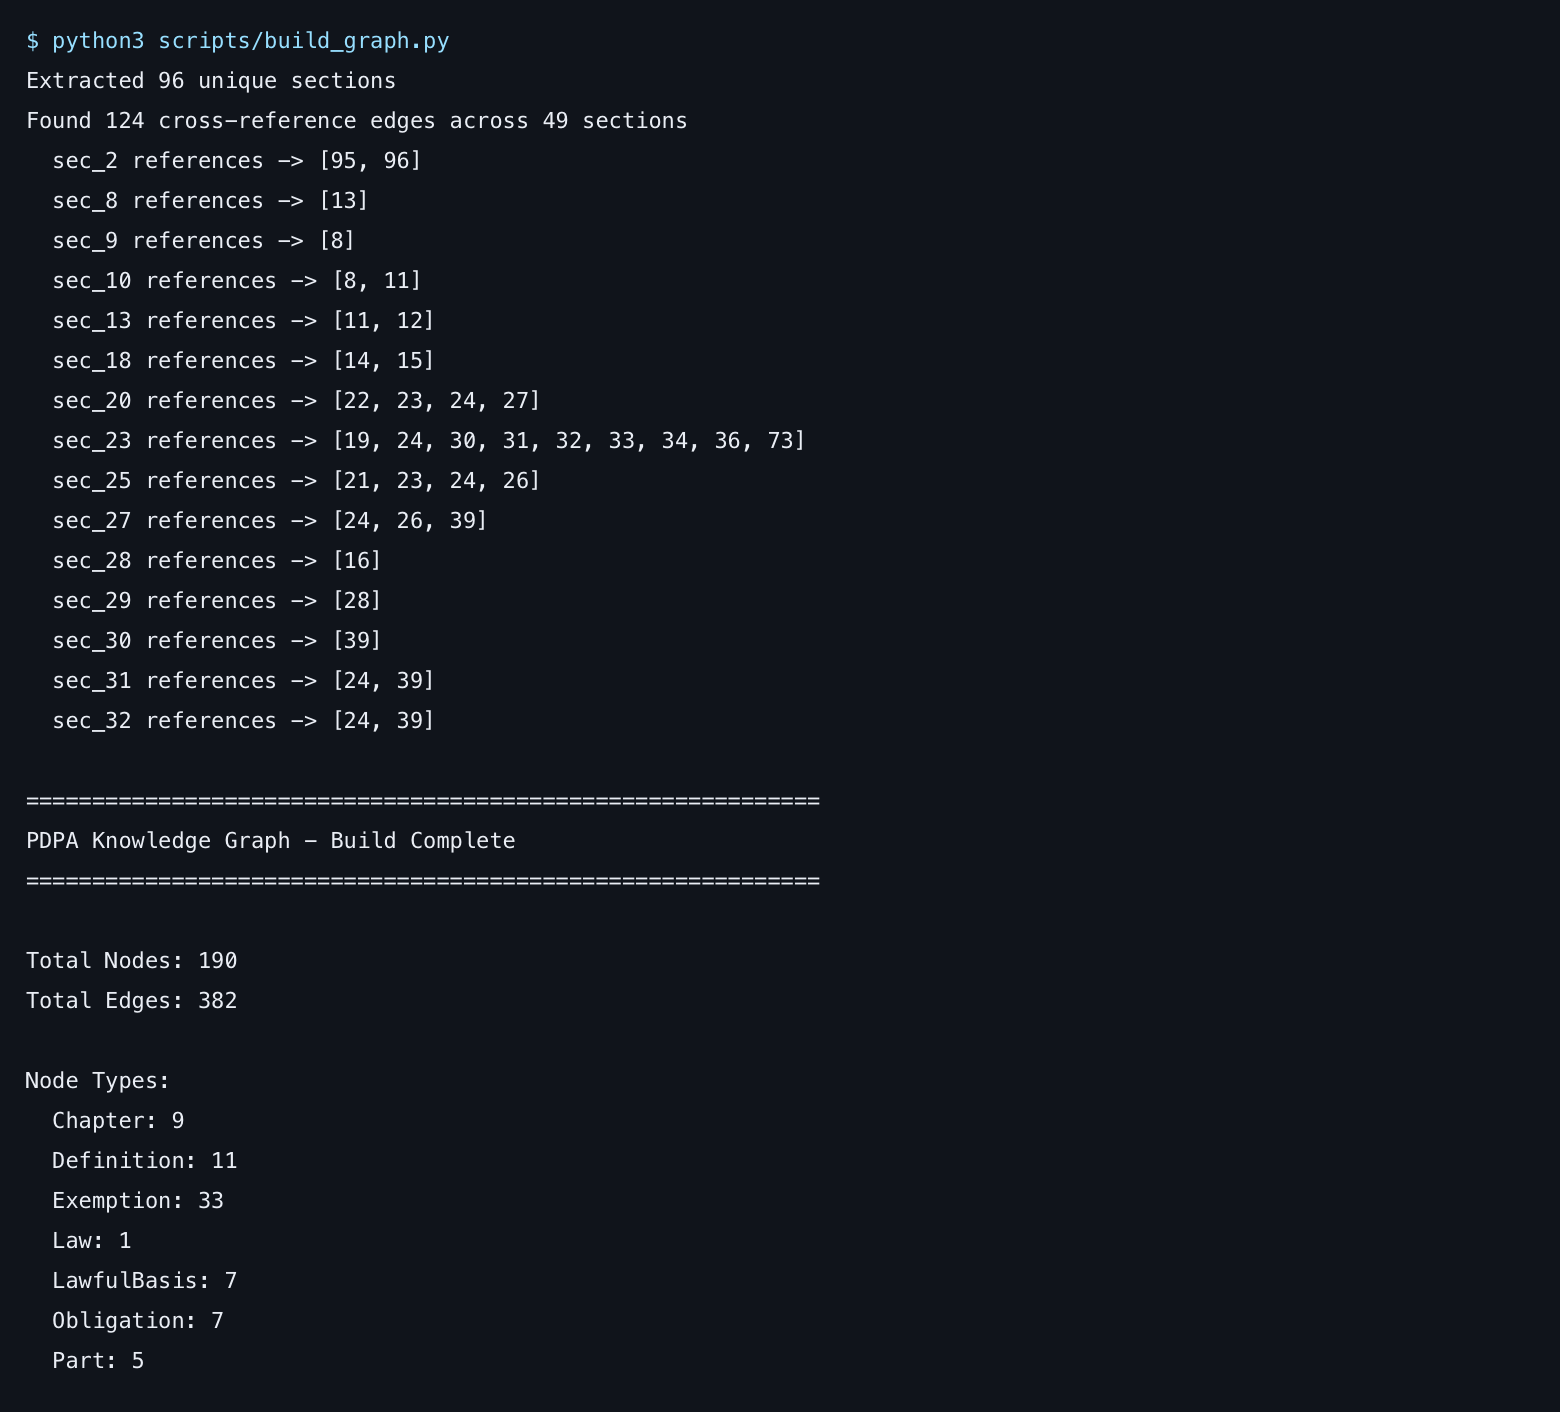 $ python3 scripts/build_graph.py
Extracted 96 unique sections
Found 124 cross-reference edges across 49 sections
  sec_2 references -> [95, 96]
  sec_8 references -> [13]
  sec_9 references -> [8]
  sec_10 references -> [8, 11]
  sec_13 references -> [11, 12]
  sec_18 references -> [14, 15]
  sec_20 references -> [22, 23, 24, 27]
  sec_23 references -> [19, 24, 30, 31, 32, 33, 34, 36, 73]
  sec_25 references -> [21, 23, 24, 26]
  sec_27 references -> [24, 26, 39]
  sec_28 references -> [16]
  sec_29 references -> [28]
  sec_30 references -> [39]
  sec_31 references -> [24, 39]
  sec_32 references -> [24, 39]

============================================================
PDPA Knowledge Graph - Build Complete
============================================================

Total Nodes: 190
Total Edges: 382

Node Types:
  Chapter: 9
  Definition: 11
  Exemption: 33
  Law: 1
  LawfulBasis: 7
  Obligation: 7
  Part: 5